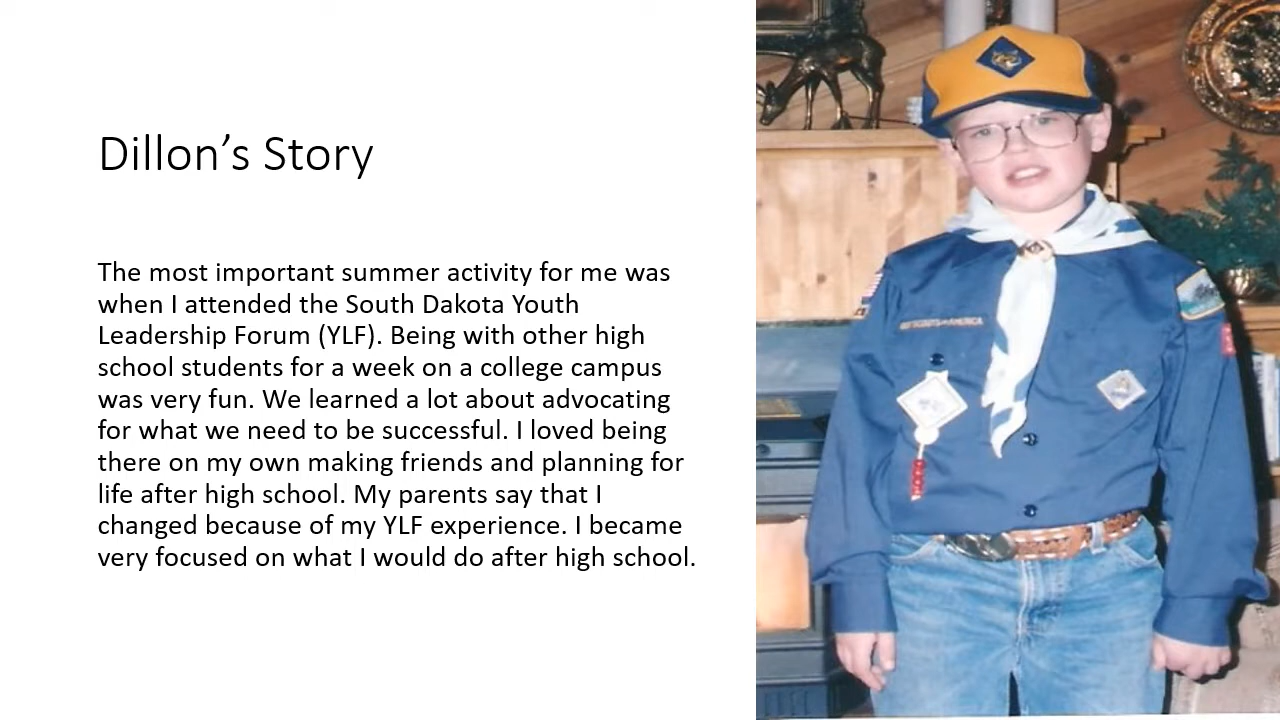 Dillon’s Story
The most important summer activity for me was
when I attended the South Dakota Youth
Leadership Forum (YLF). Being with other high
school students for a week on a college campus
was very fun. We learned a lot about advocating
for what we need to be successful. I loved being
there on my own making friends and planning for
life after high school. My parents say that I
changed because of my YLF experience. I became
very focused on what I would do after high school.
SCOUTS OF AMERICA